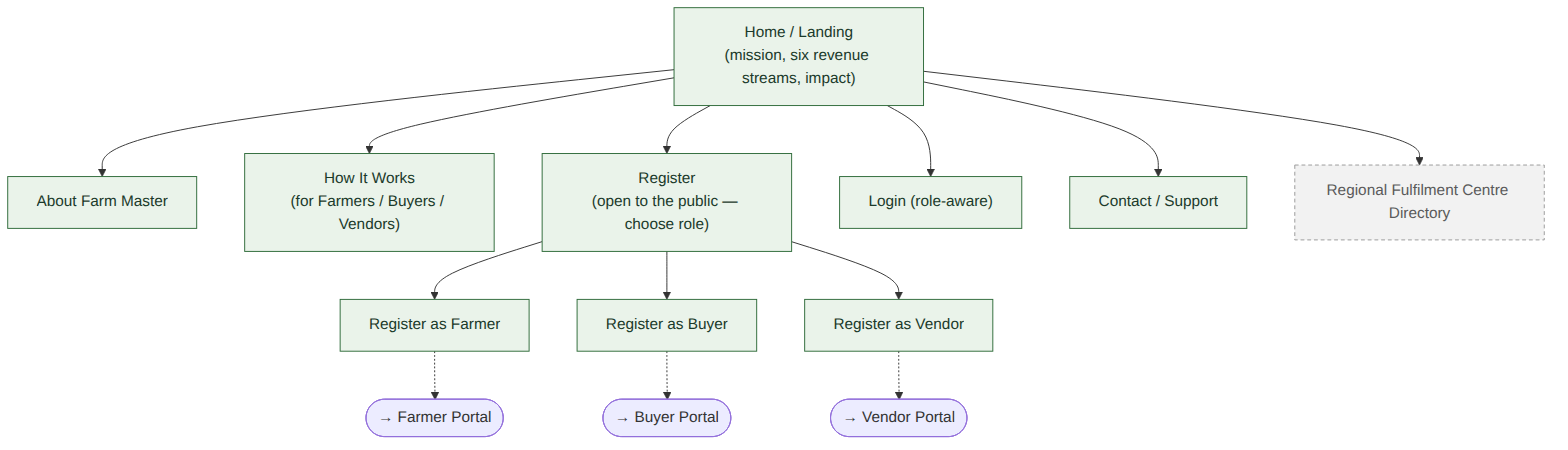 Home / Landing
(mission, six revenue
streams, impact)
About Farm Master
How It Works
(for Farmers / Buyers /
Vendors)
Register
(open to the public —
choose role)
Login (role-aware)
Contact / Support
Regional Fulfilment Centre
Directory
Register as Farmer
Register as Buyer
Register as Vendor
→ Farmer Portal
→ Buyer Portal
→ Vendor Portal